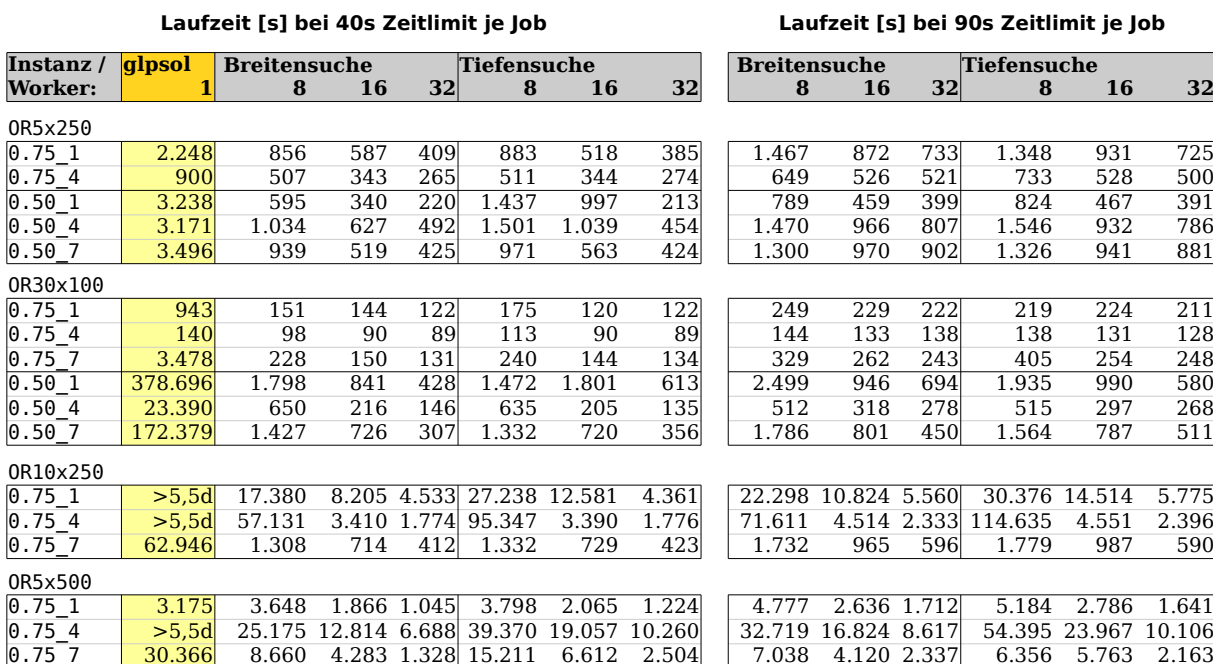 Laufzeit [s] bei 40s Zeitlimit je Job Laufzeit [s] bei 90s Zeitlimit je Job
Instanz / glpsol Breitensuche Tiefensuche Breitensuche Tiefensuche
Worker: 1 8 16 32 8 16 32 8 16 32 8 16 32
OR5x250
0.75_1 2.248 856 587 409 883 518 385 1.467 872 733 1.348 931 725
0.75_4 900 507 343 265 511 344 274 649 526 521 733 528 500
0.50_1 3.238 595 340 220 1.437 997 213 789 459 399 824 467 391
0.50_4 3.171 1.034 627 492 1.501 1.039 454 1.470 966 807 1.546 932 786
0.50_7 3.496 939 519 425 971 563 424 1.300 970 902 1.326 941 881
OR30x100
0.75_1 943 151 144 122 175 120 122 249 229 222 219 224 211
0.75_4 140 98 90 89 113 90 89 144 133 138 138 131 128
0.75_7 3.478 228 150 131 240 144 134 329 262 243 405 254 248
0.50_1 378.696 1.798 841 428 1.472 1.801 613 2.499 946 694 1.935 990 580
0.50_4 23.390 650 216 146 635 205 135 512 318 278 515 297 268
0.50_7 172.379 1.427 726 307 1.332 720 356 1.786 801 450 1.564 787 511
OR10x250
0.75_1 >5,5d 17.380 8.205 4.533 27.238 12.581 4.361 22.298 10.824 5.560 30.376 14.514 5.775
0.75_4 >5,5d 57.131 3.410 1.774 95.347 3.390 1.776 71.611 4.514 2.333 114.635 4.551 2.396
0.75_7 62.946 1.308 714 412 1.332 729 423 1.732 965 596 1.779 987 590
OR5x500
0.75_1 3.175 3.648 1.866 1.045 3.798 2.065 1.224 4.777 2.636 1.712 5.184 2.786 1.641
0.75_4 >5,5d 25.175 12.814 6.688 39.370 19.057 10.260 32.719 16.824 8.617 54.395 23.967 10.106
0.75_7 30.366 8.660 4.283 1.328 15.211 6.612 2.504 7.038 4.120 2.337 6.356 5.763 2.163